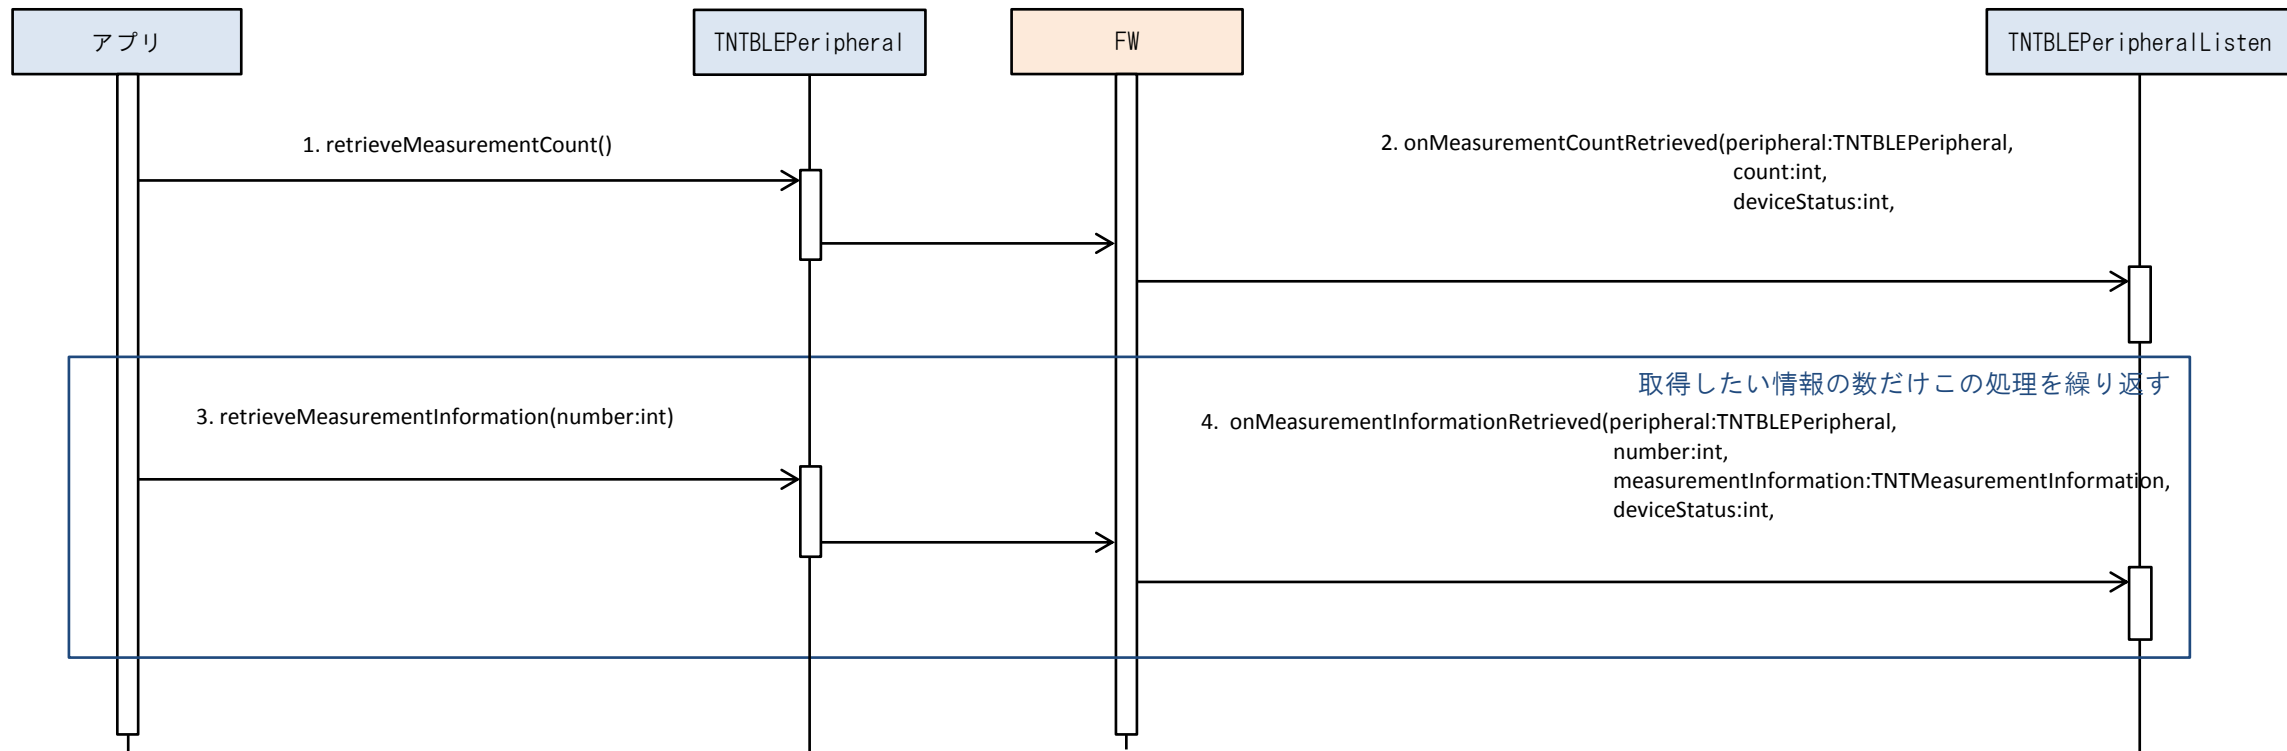 アプリ
TNTBLEPeripheral
FW
TNTBLEPeripheralListen
1. retrieveMeasurementCount()
2. onMeasurementCountRetrieved(peripheral:TNTBLEPeripheral,
count:int,
deviceStatus:int,
取得したい情報の数だけこの処理を繰り返す
3. retrieveMeasurementInformation(number:int)
4. onMeasurementInformationRetrieved(peripheral:TNTBLEPeripheral,
number:int,
measurementInformation:TNTMeasurementInformation,
deviceStatus:int,